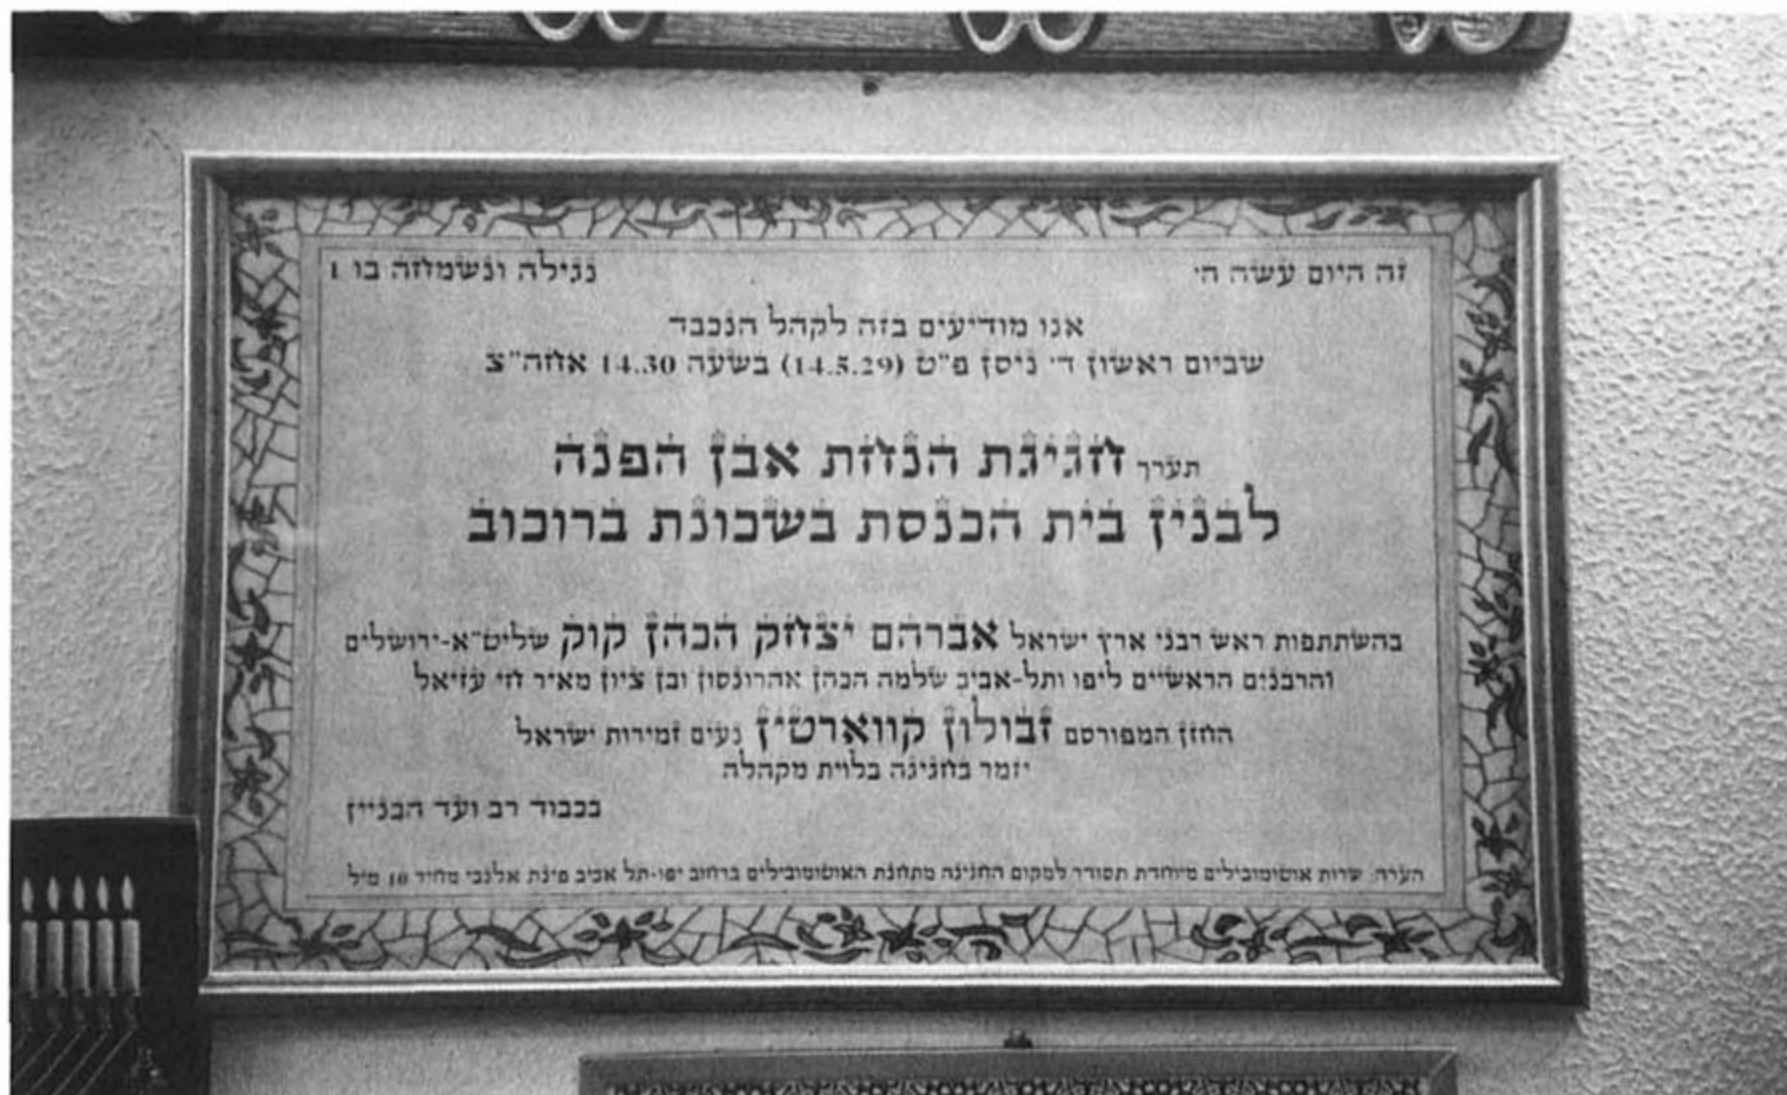 זה היום עשה ה' נגילה ונשמחה בו !
אנו מודיעים בזה לקהל הנכבד
שביום ראשון ד' ניסן פ"ט (14.5.29) בשעה 14.30 אחה"צ
תערך חגיגת הנחת אבן הפנה
לבנין בית הכנסת בשכונת ברוכוב
בהשתתפות ראש רבני ארץ ישראל אברהם יצחק הכהן קוק שליט"א-ירושלים
והרבנים הראשיים ליפו ותל-אביב שלמה הכהן אהרונסון ובן ציון מאיר חי עזיאל
החזן המפורסם זבולון קווארטין נעים זמירות ישראל
יזמר בחגיגה בלוית מקהלה
בכבוד רב ועד הבניין
הערה: שרות אוטומובילים מיוחדת תסודר למקום החגיגה מתחנת האוטומובילים ברחוב יפו-תל אביב פינת אלנבי מחיר 10 מיל